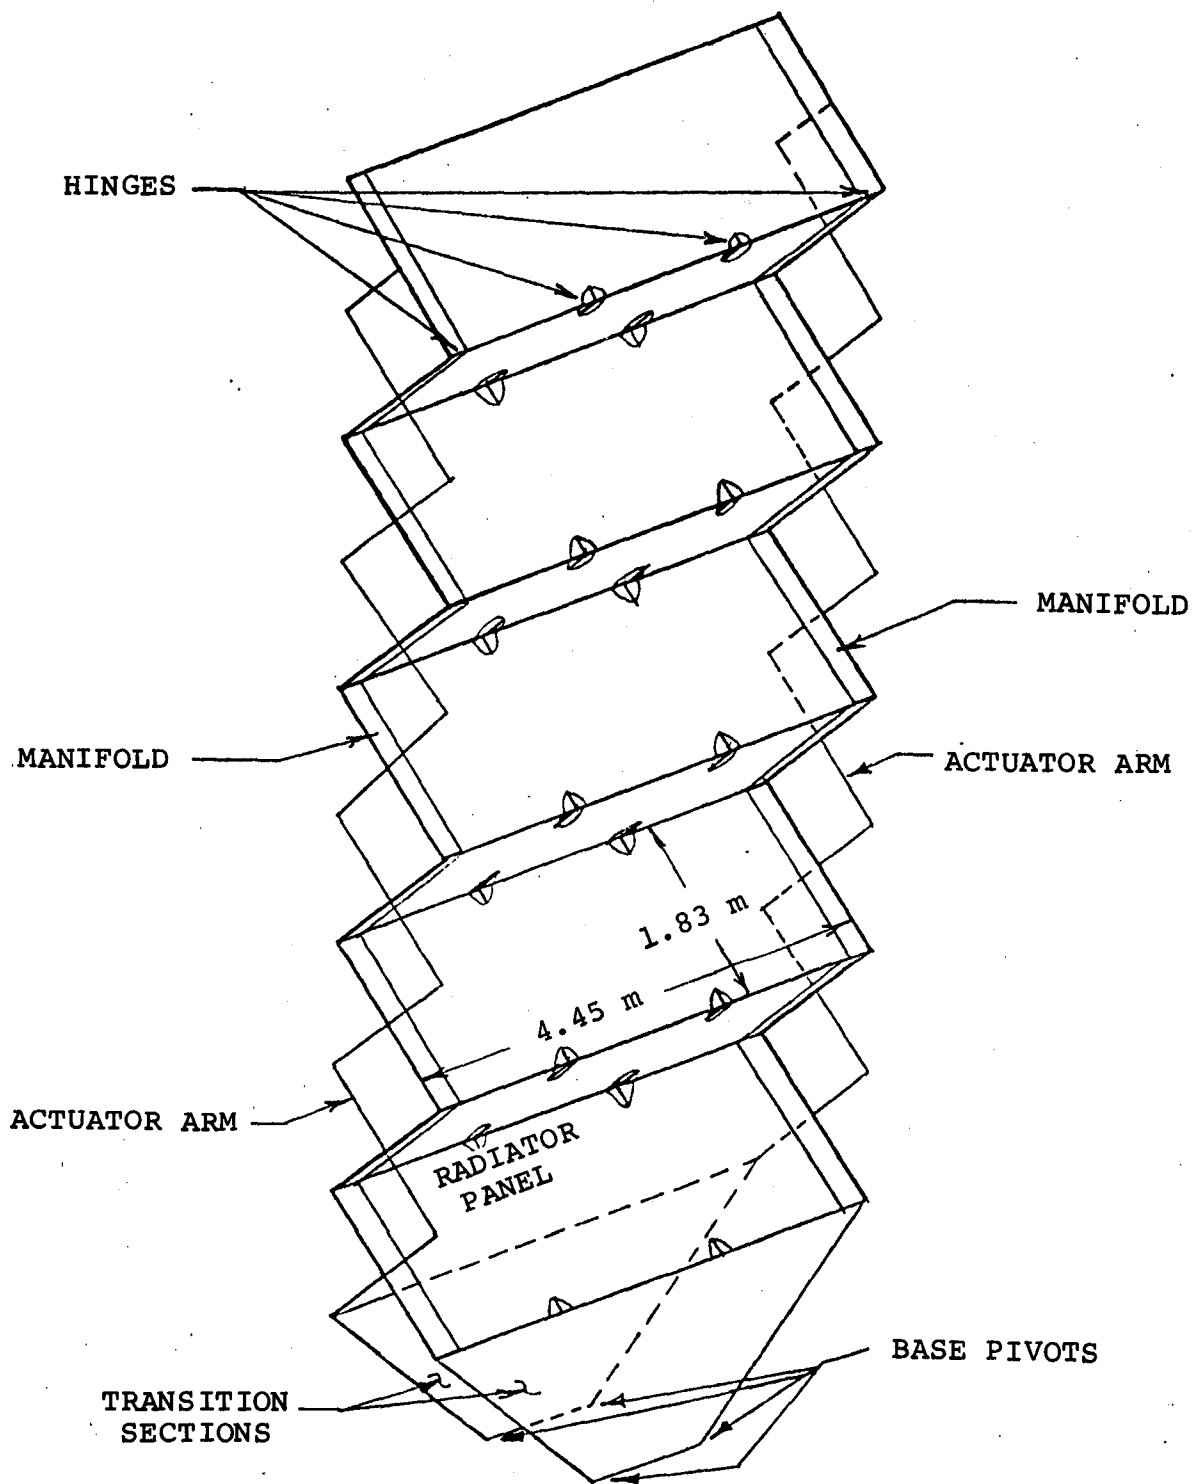 HINGES
MANIFOLD
MANIFOLD
ACTUATOR ARM
1.83 m
4.45 m
ACTUATOR ARM
RADIATOR
PANEL
BASE PIVOTS
TRANSITION
SECTIONS